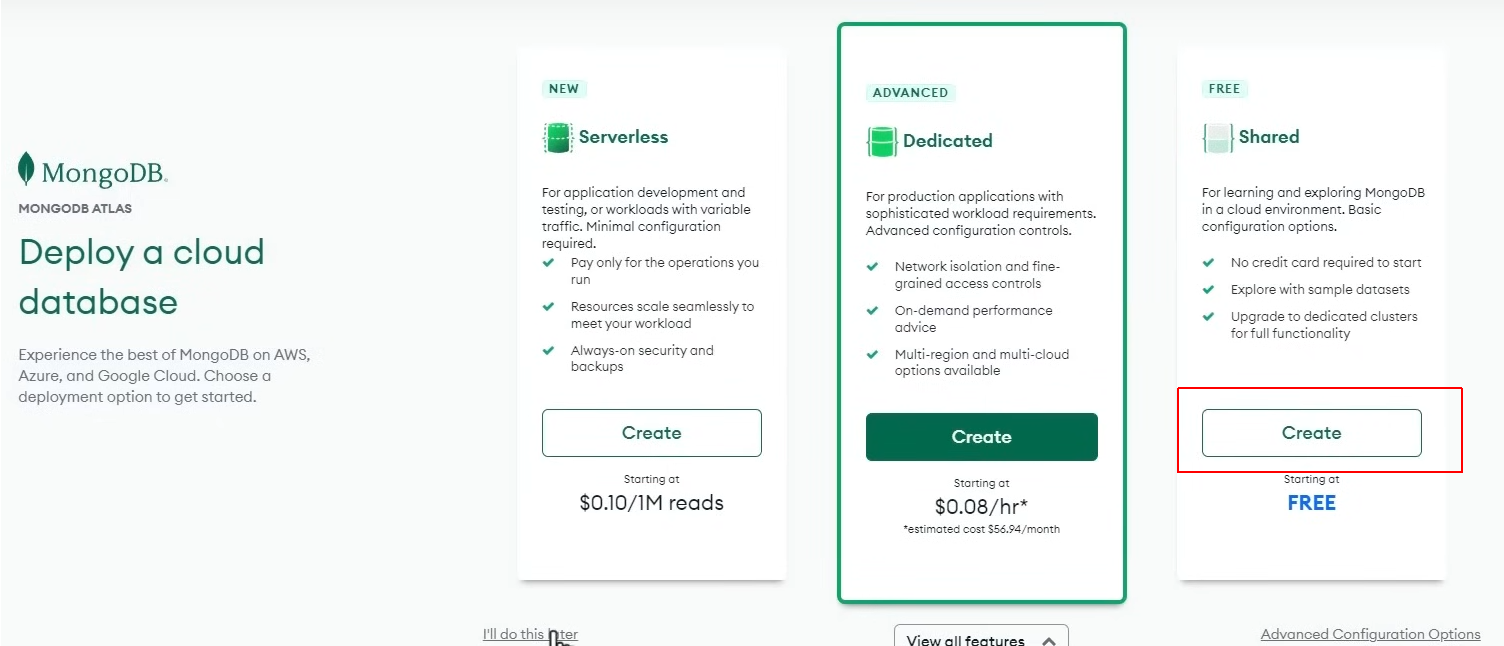 MongoDB.
MONGODB ATLAS
Deploy a cloud
database
Experience the best of MongoDB on AWS,
Azure, and Google Cloud. Choose a
deployment option to get started.
NEW
Serverless
For application development and
testing, or workloads with variable
traffic. Minimal configuration
required.
Pay only for the operations you
run
Resources scale seamlessly to
meet your workload
Always-on security and
backups
Create
Starting at
$0.10/1M reads
ADVANCED
Dedicated
For production applications with
sophisticated workload requirements.
Advanced configuration controls.
Network isolation and fine-
grained access controls
On-demand performance
advice
Multi-region and multi-cloud
options available
Create
Starting at
$0.08/hr*
*estimated cost $56.94/month
FREE
Shared
For learning and exploring MongoDB
in a cloud environment. Basic
configuration options.
No credit card required to start
Explore with sample datasets
Upgrade to dedicated clusters
for full functionality
Create
Starting at
FREE
I'll do this later
View all features
Advanced Configuration Options